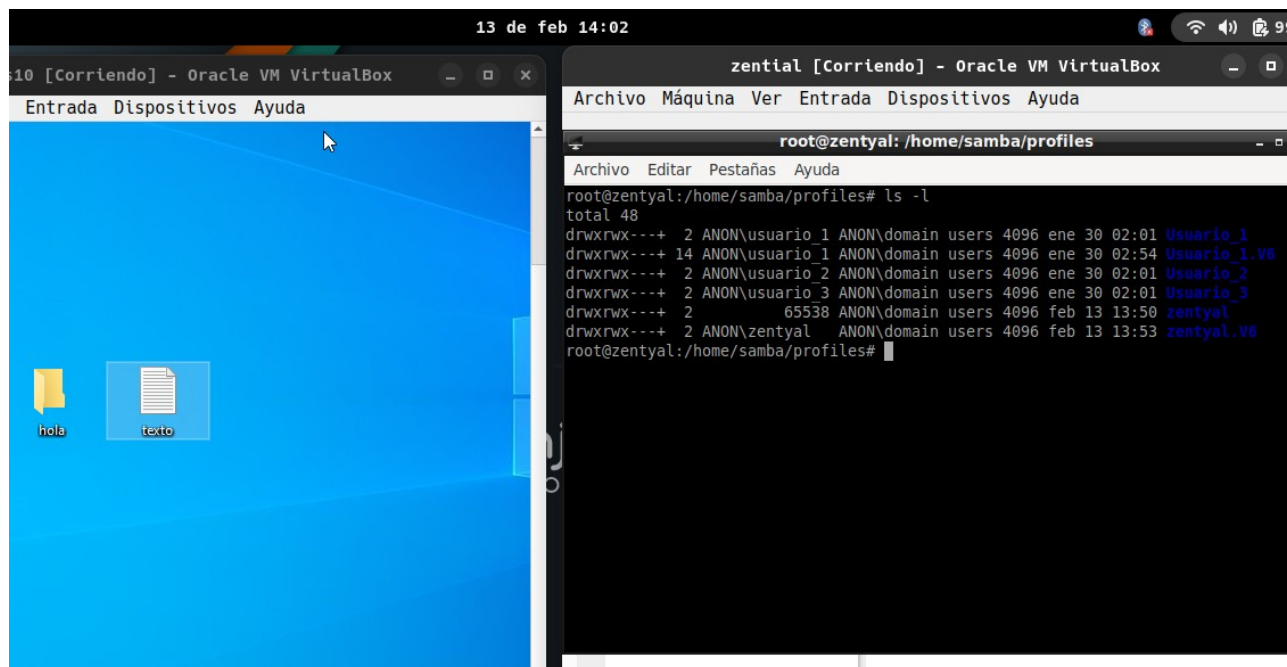 13 de feb 14:02
s10 [Corriendo] - Oracle VM VirtualBox
Entrada Dispositivos Ayuda
hola
texto
zential [Corriendo] - Oracle VM VirtualBox
Archivo Máquina Ver Entrada Dispositivos Ayuda
root@zentyal: /home/samba/profiles
Archivo Editar Pestañas Ayuda
root@zentyal:/home/samba/profiles# ls -l
total 48
drwxrwx---+ 2 ANON\usuario_1 ANON\domain users 4096 ene 30 02:01 Usuario_1
drwxrwx---+ 14 ANON\usuario_1 ANON\domain users 4096 ene 30 02:54 Usuario_1.V6
drwxrwx---+ 2 ANON\usuario_2 ANON\domain users 4096 ene 30 02:01 Usuario_2
drwxrwx---+ 2 ANON\usuario_3 ANON\domain users 4096 ene 30 02:01 Usuario_3
drwxrwx---+ 2 65538 ANON\domain users 4096 feb 13 13:50 zentyal
drwxrwx---+ 2 ANON\zentyal ANON\domain users 4096 feb 13 13:53 zentyal.V6
root@zentyal:/home/samba/profiles#